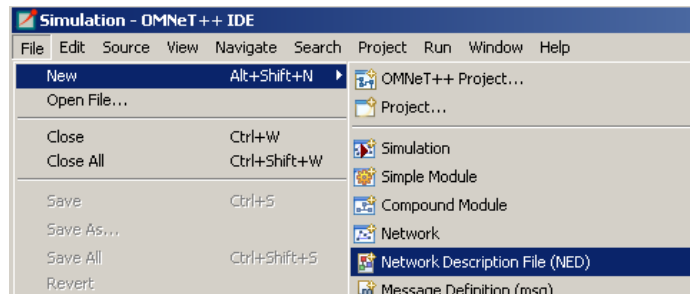 Simulation - OMNeT++ IDE
File Edit Source View Navigate Search Project Run Window Help
New Alt+Shift+N
Open File...
Close Ctrl+W
Close All Ctrl+Shift+W
Save Ctrl+S
Save As...
Save All Ctrl+Shift+S
Revert
OMNeT++ Project...
Project...
Simulation
Simple Module
Compound Module
Network
Network Description File (NED)
Message Definition (msg)